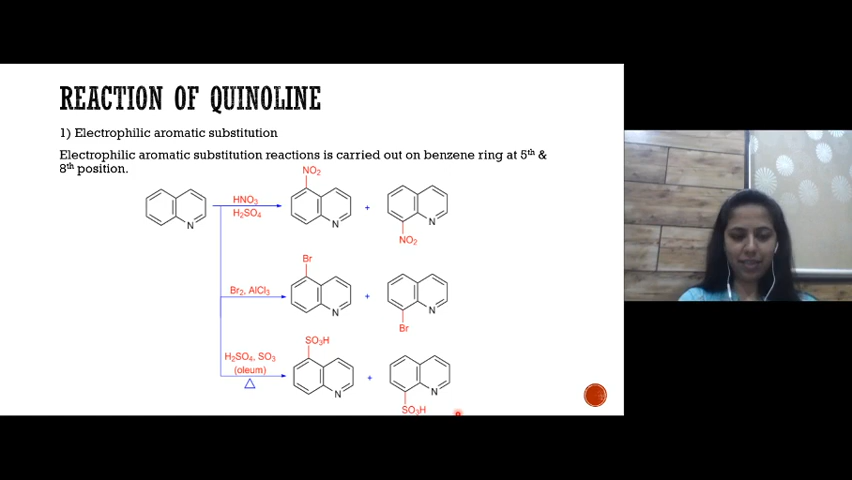 REACTION OF QUINOLINE
1) Electrophilic aromatic substitution
Electrophilic aromatic substitution reactions is carried out on benzene ring at 5th &
8th position.
NO2
HNO3
H2SO4
N
N
+
N
NO2
Br
Br2, AlCl3
N
+
N
Br
SO3H
H2SO4, SO3
(oleum)
△
N
+
N
SO3H